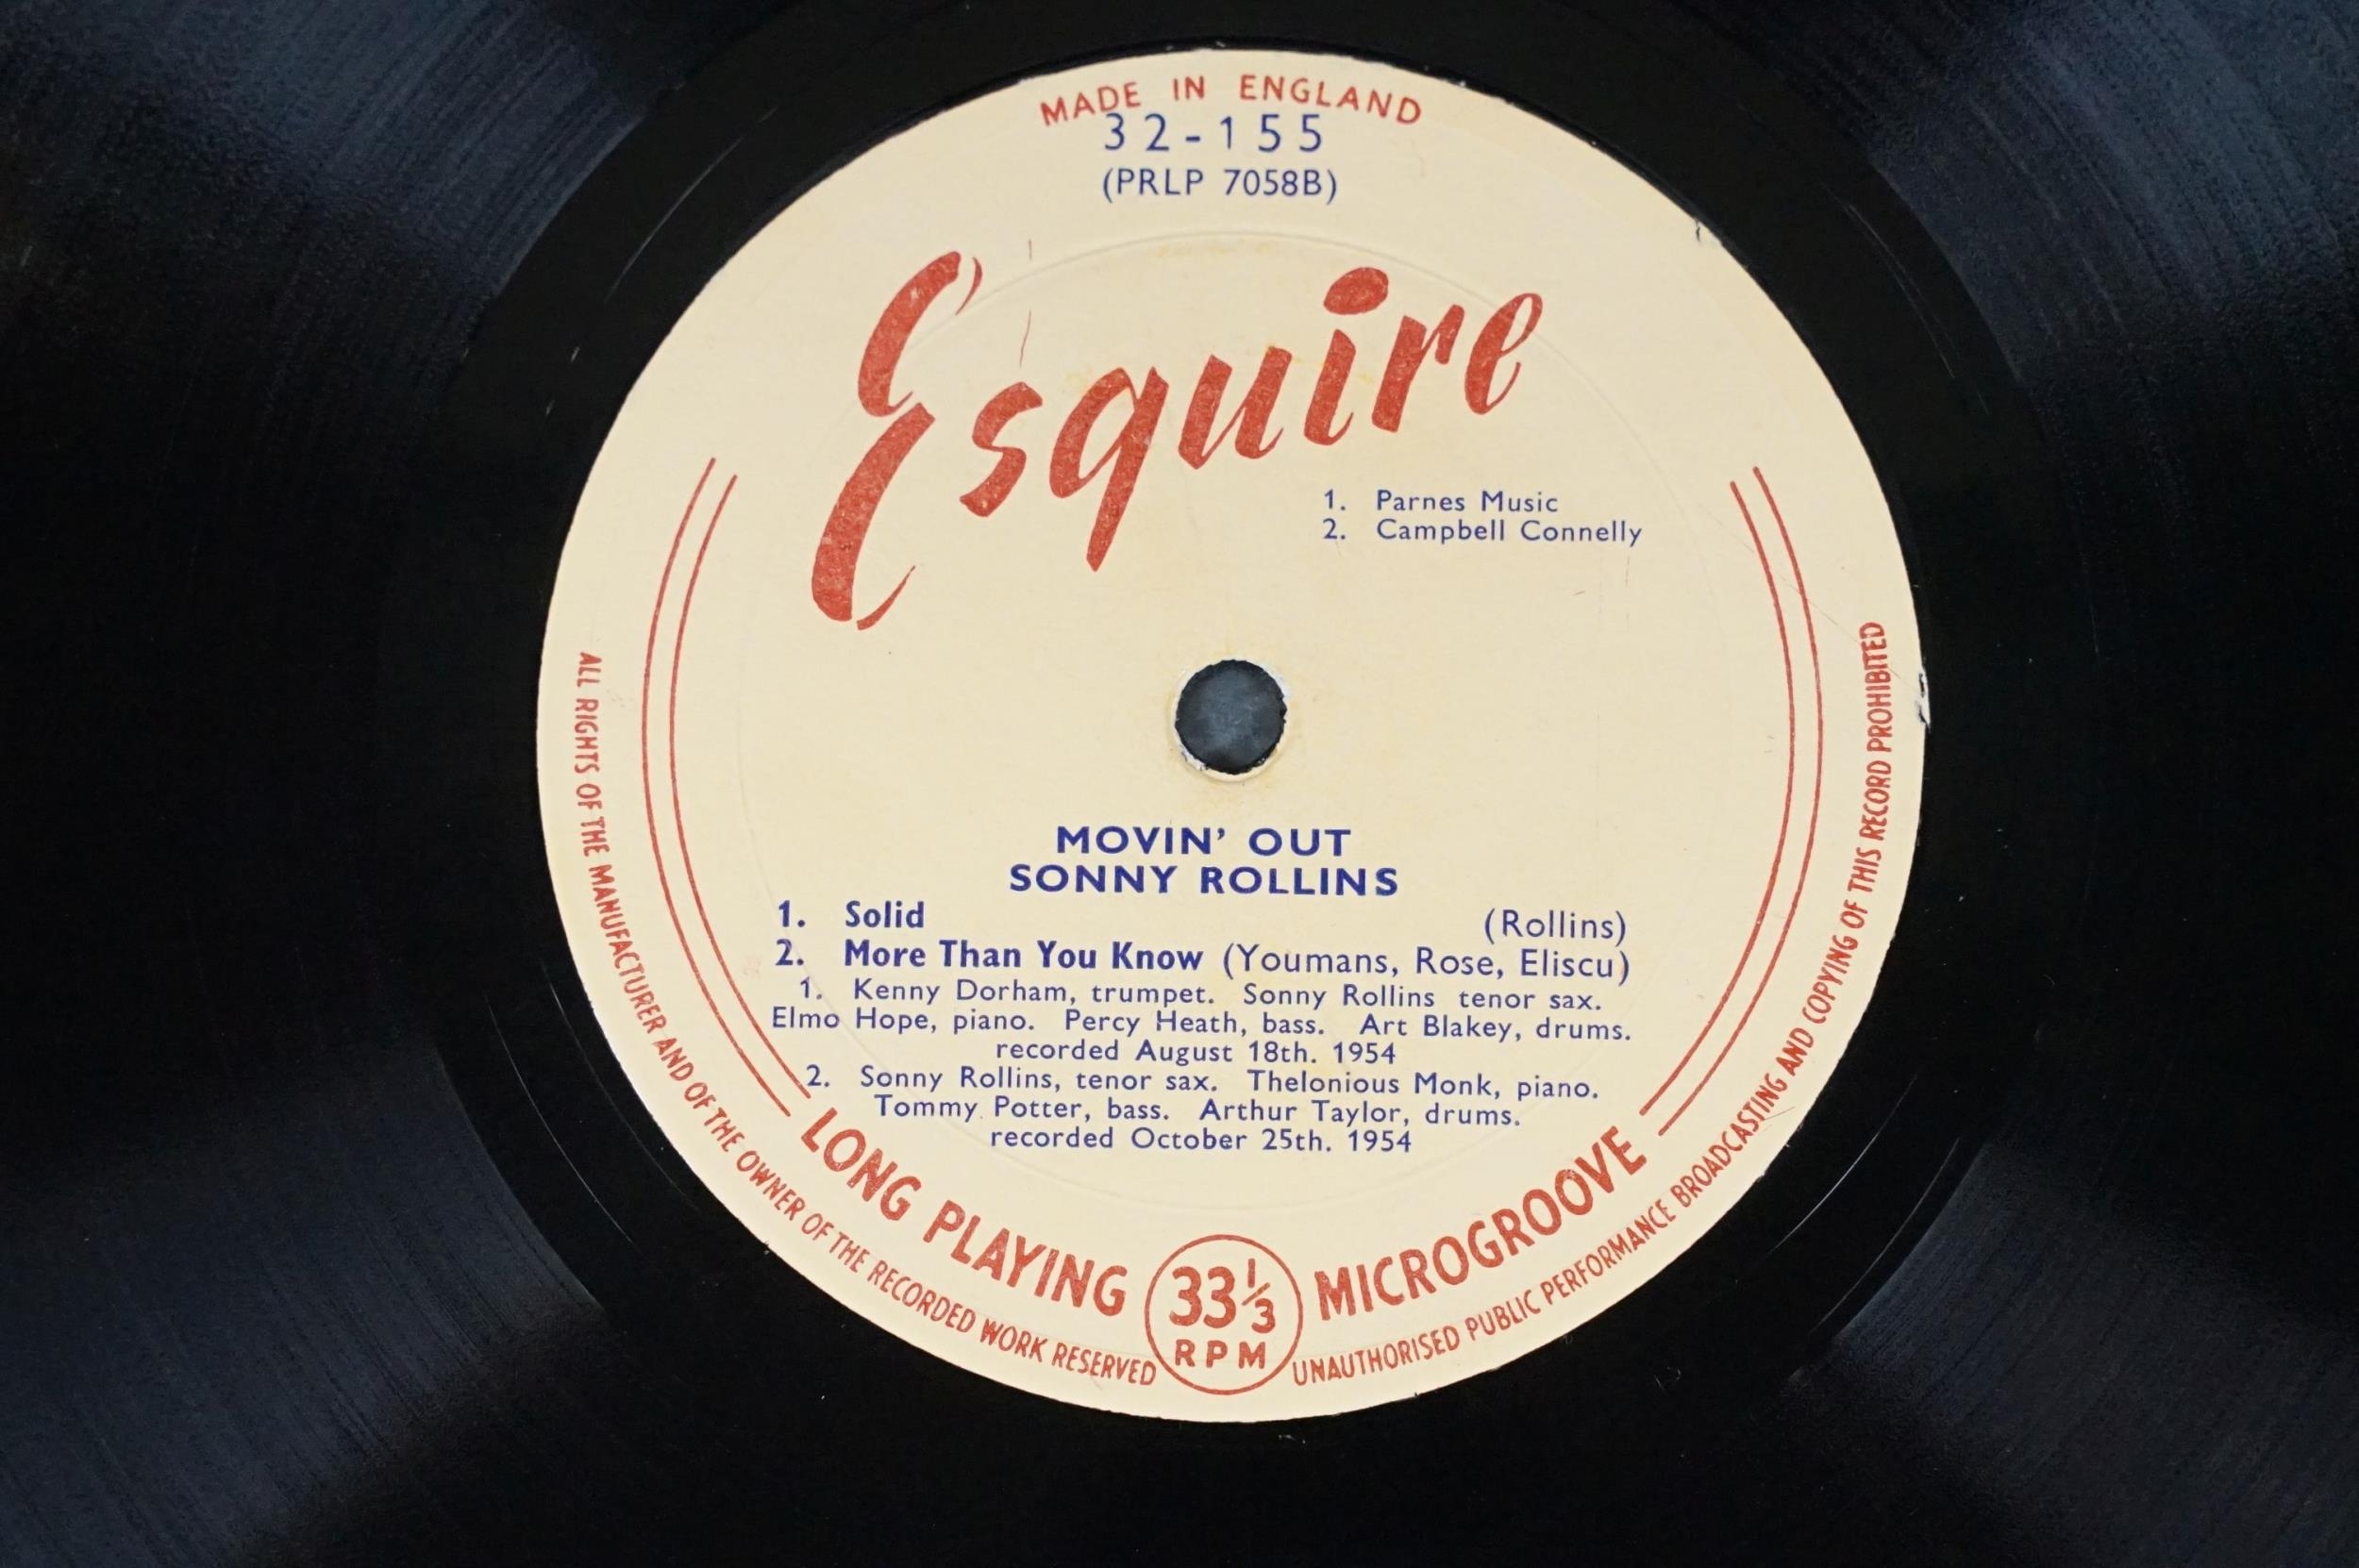 MADE IN ENGLAND
32-155
(PRLP 7058B)
Esquire
1. Parnes Music
2. Campbell Connelly
MOVIN' OUT
SONNY ROLLINS
1. Solid (Rollins)
2. More Than You Know (Youmans, Rose, Eliscu)
1. Kenny Dorham, trumpet. Sonny Rollins tenor sax.
Elmo Hope, piano. Percy Heath, bass. Art Blakey, drums.
recorded August 18th. 1954
2. Sonny Rollins, tenor sax. Thelonious Monk, piano.
Tommy Potter, bass. Arthur Taylor, drums.
recorded October 25th. 1954
LONG PLAYING 33⅓ RPM MICROGROOVE
ALL RIGHTS OF THE MANUFACTURER AND OF THE OWNER OF THE RECORDED WORK RESERVED
UNAUTHORISED PUBLIC PERFORMANCE BROADCASTING AND COPYING OF THIS RECORD PROHIBITED